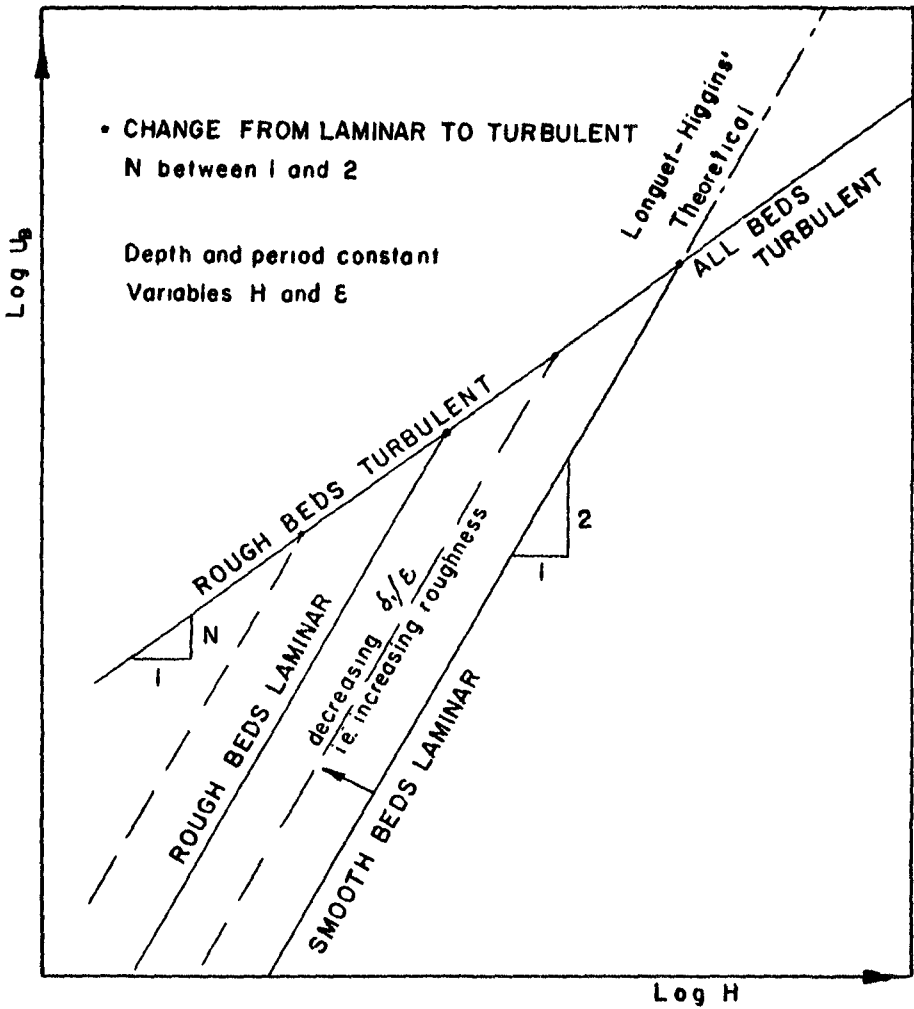 • CHANGE FROM LAMINAR TO TURBULENT
N between 1 and 2
Depth and period constant
Variables H and ε
Longuet-Higgins'
Theoretical
ALL BEDS
TURBULENT
Log U_B
ROUGH BEDS TURBULENT
N
1
2
1
ROUGH BEDS LAMINAR
decreasing δ₁/ε
i.e. increasing roughness
SMOOTH BEDS LAMINAR
Log H